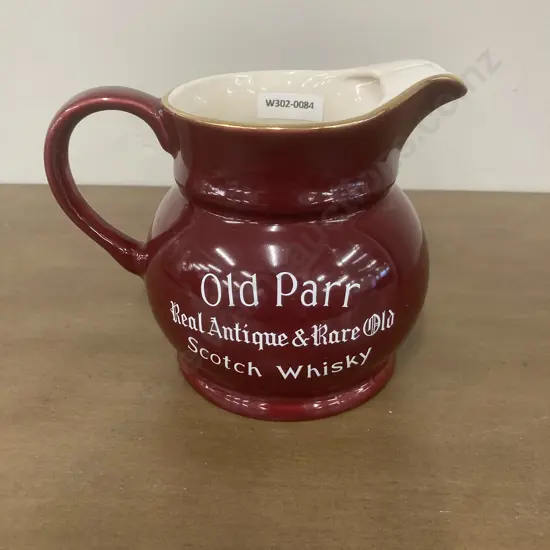 W302-0084
Old Parr
Real Antique & Rare Old
Scotch Whisky